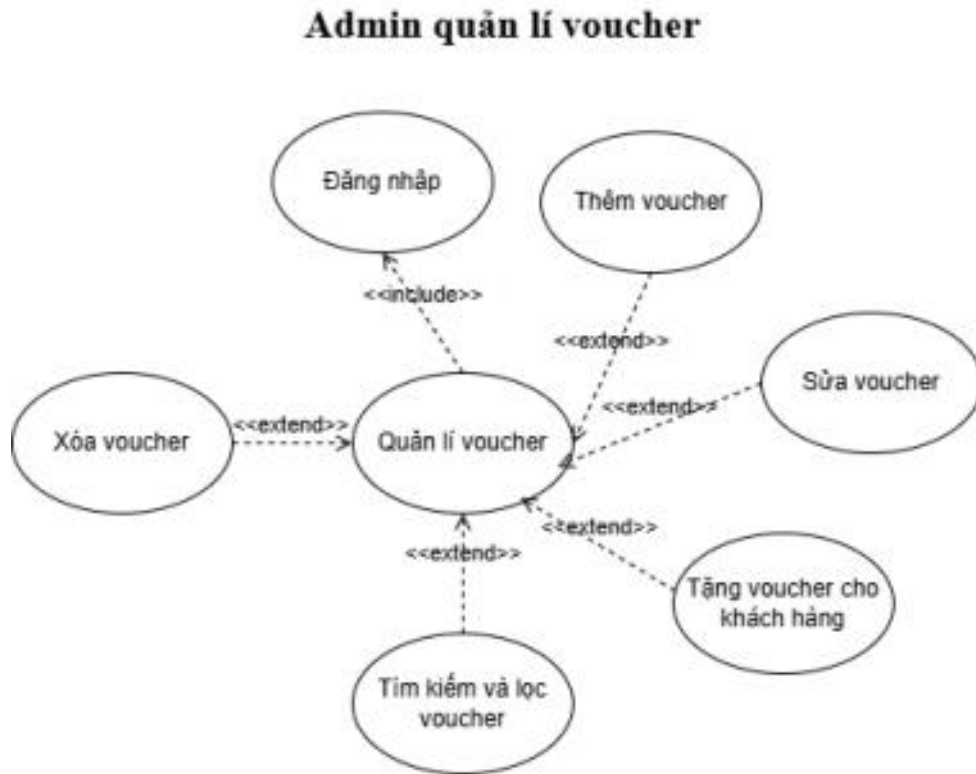 Admin quản lí voucher
Đăng nhập
Thêm voucher
<<include>>
<<extend>>
Sửa voucher
<<extend>>
Xóa voucher
<<extend>>
Quản lí voucher
<<extend>>
<<extend>>
Tặng voucher cho
khách hàng
Tìm kiếm và lọc
voucher